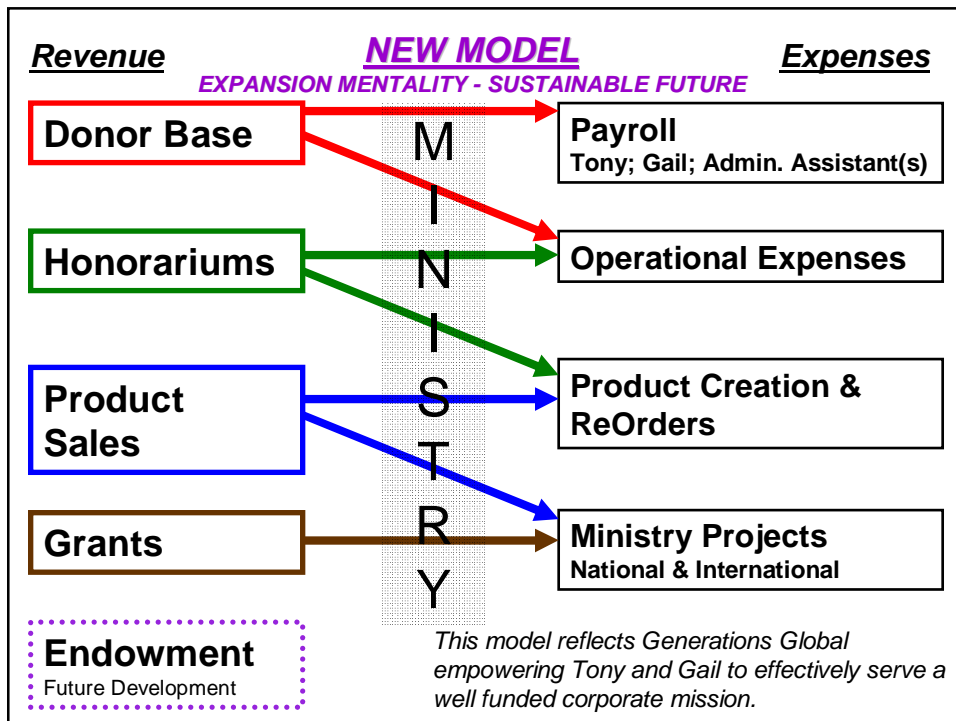 Revenue
NEW MODEL
Expenses
EXPANSION MENTALITY - SUSTAINABLE FUTURE
Donor Base
Honorariums
Product
Sales
Grants
Endowment
Future Development
M
I
N
I
S
T
R
Y
Payroll
Tony; Gail; Admin. Assistant(s)
Operational Expenses
Product Creation &
ReOrders
Ministry Projects
National & International
This model reflects Generations Global
empowering Tony and Gail to effectively serve a
well funded corporate mission.